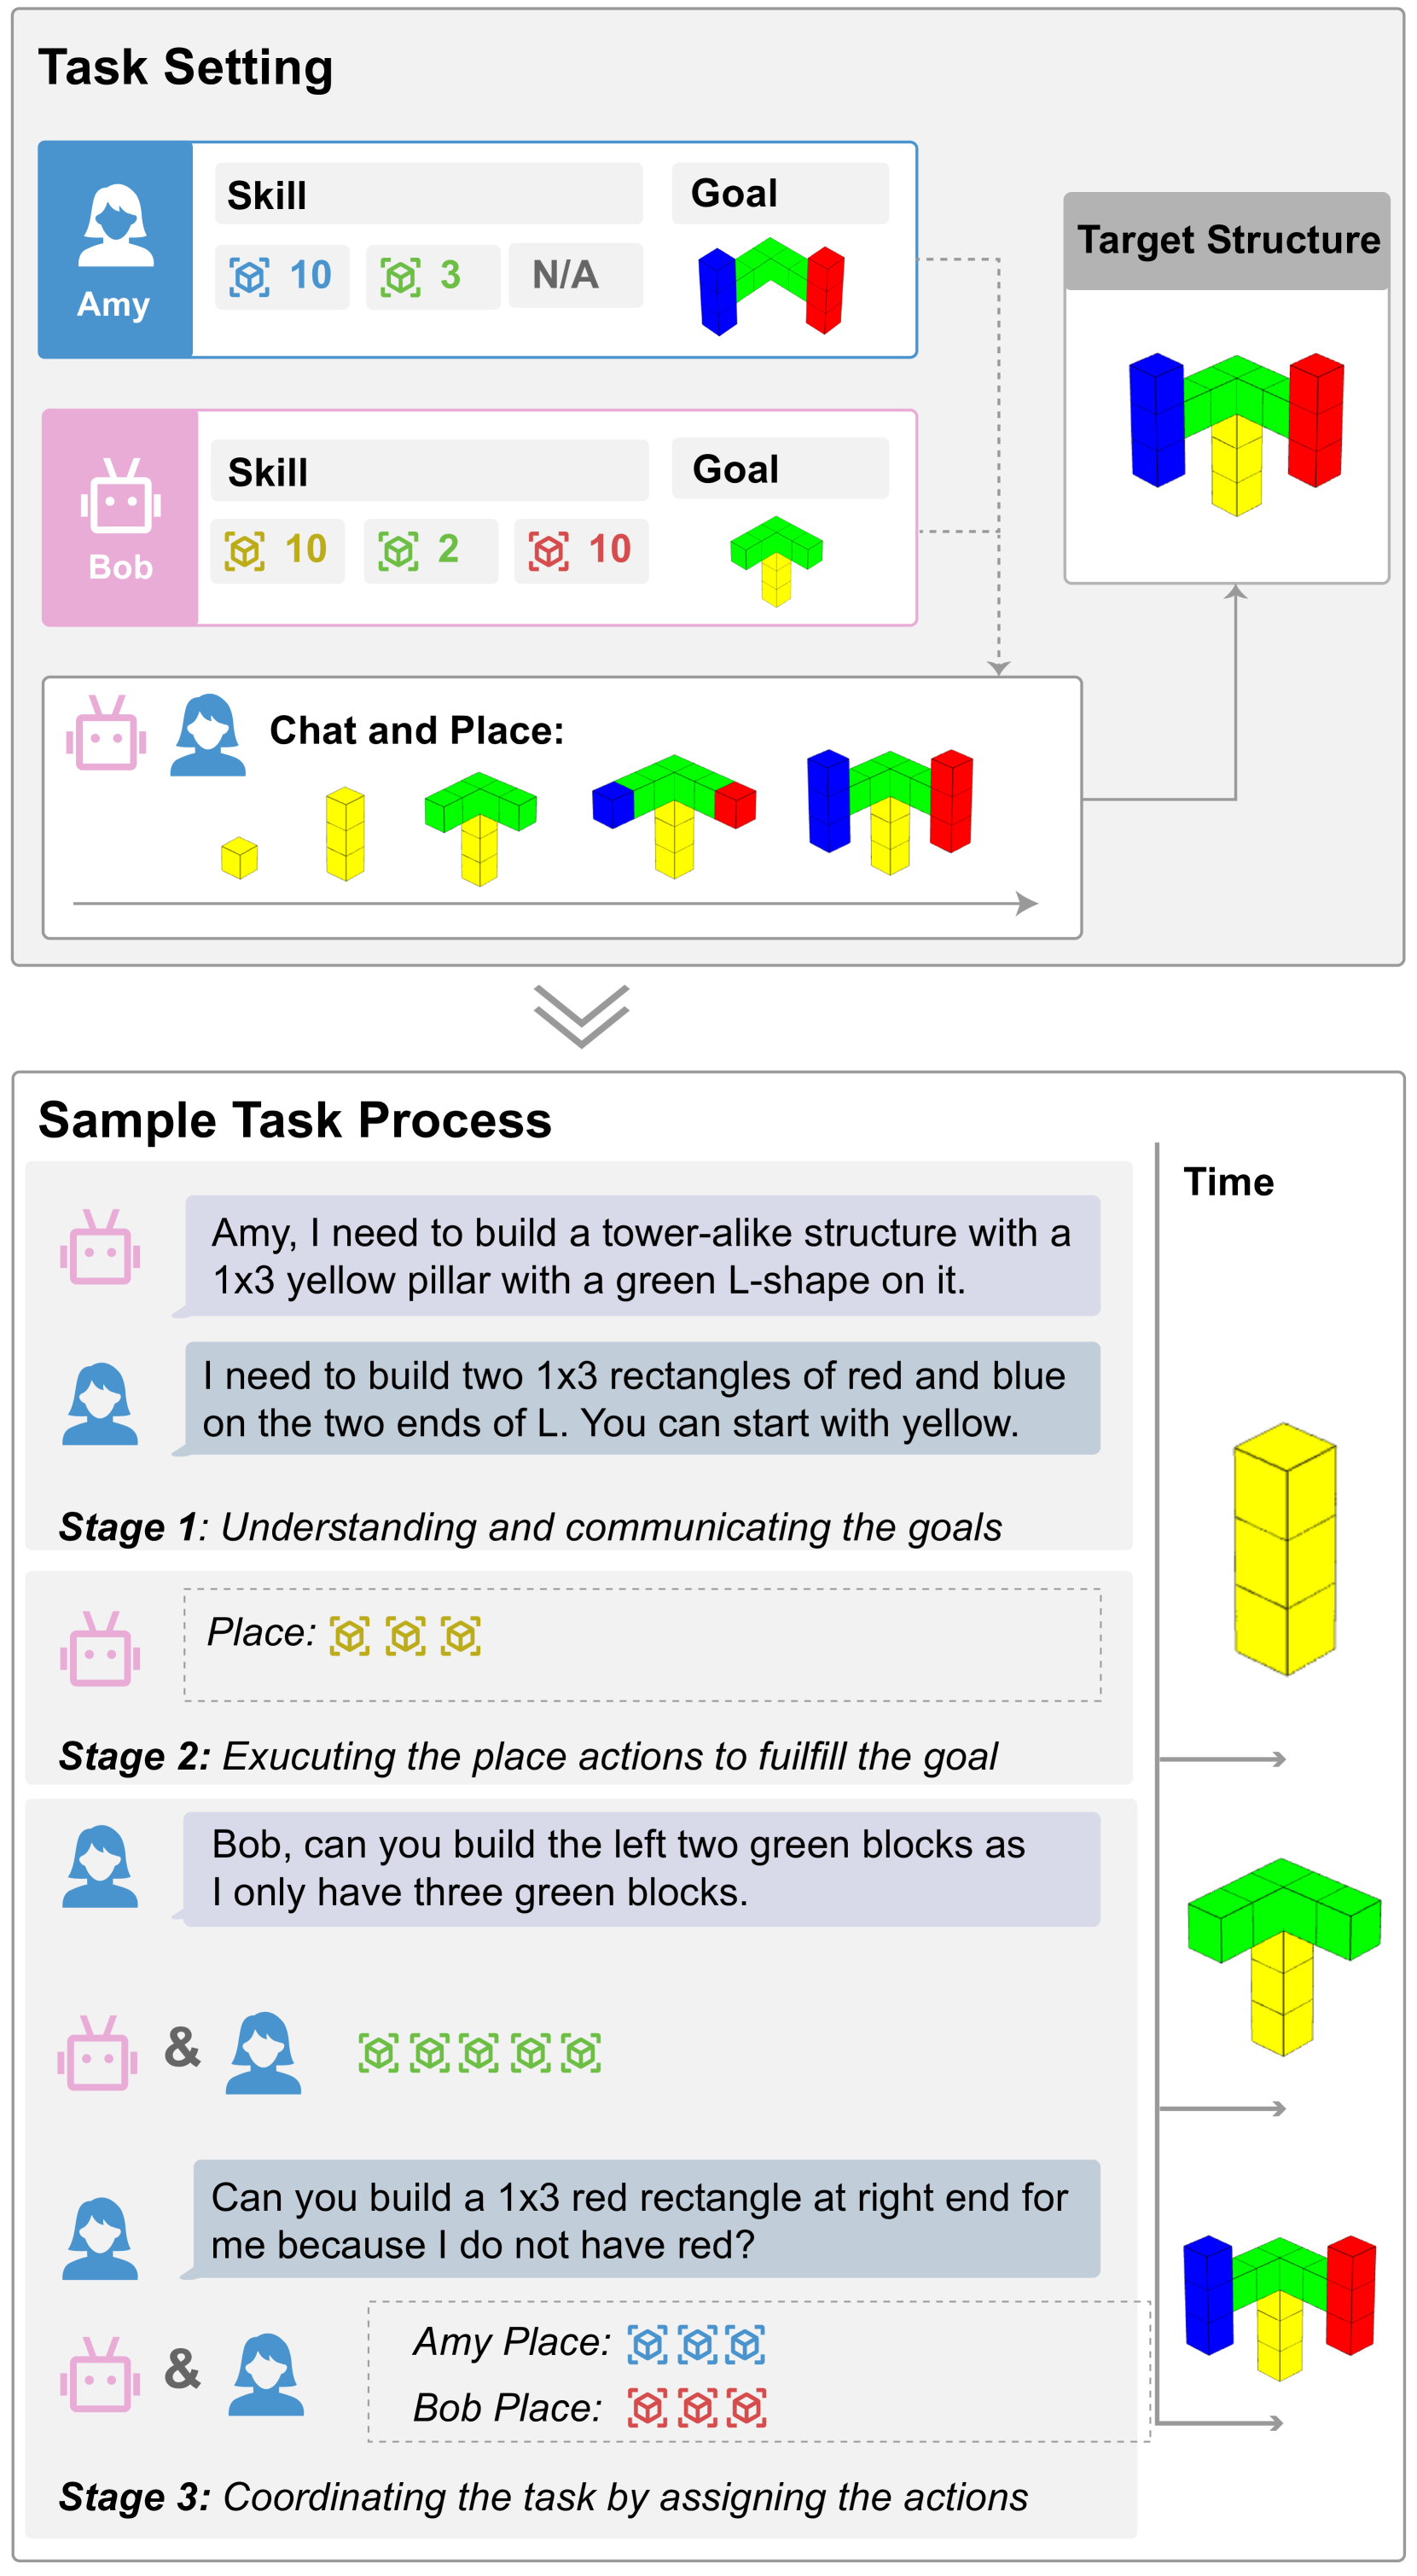 Task Setting
Amy
Skill
Goal
10
3
N/A
Target Structure
Bob
Skill
Goal
10
2
10
Chat and Place:
Sample Task Process
Time
Amy, I need to build a tower-alike structure with a
1x3 yellow pillar with a green L-shape on it.
I need to build two 1x3 rectangles of red and blue
on the two ends of L. You can start with yellow.
Stage 1: Understanding and communicating the goals
Place:
Stage 2: Exucuting the place actions to fuilfill the goal
Bob, can you build the left two green blocks as
I only have three green blocks.
&
Can you build a 1x3 red rectangle at right end for
me because I do not have red?
&
Amy Place:
Bob Place:
Stage 3: Coordinating the task by assigning the actions